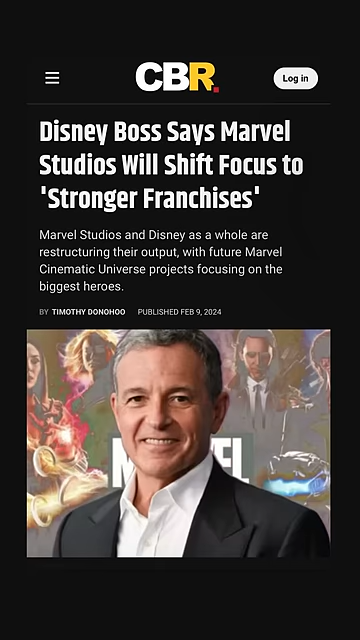 CBR.
Log in
Disney Boss Says Marvel
Studios Will Shift Focus to
'Stronger Franchises'
Marvel Studios and Disney as a whole are
restructuring their output, with future Marvel
Cinematic Universe projects focusing on the
biggest heroes.
BY TIMOTHY DONOHOO PUBLISHED FEB 9, 2024